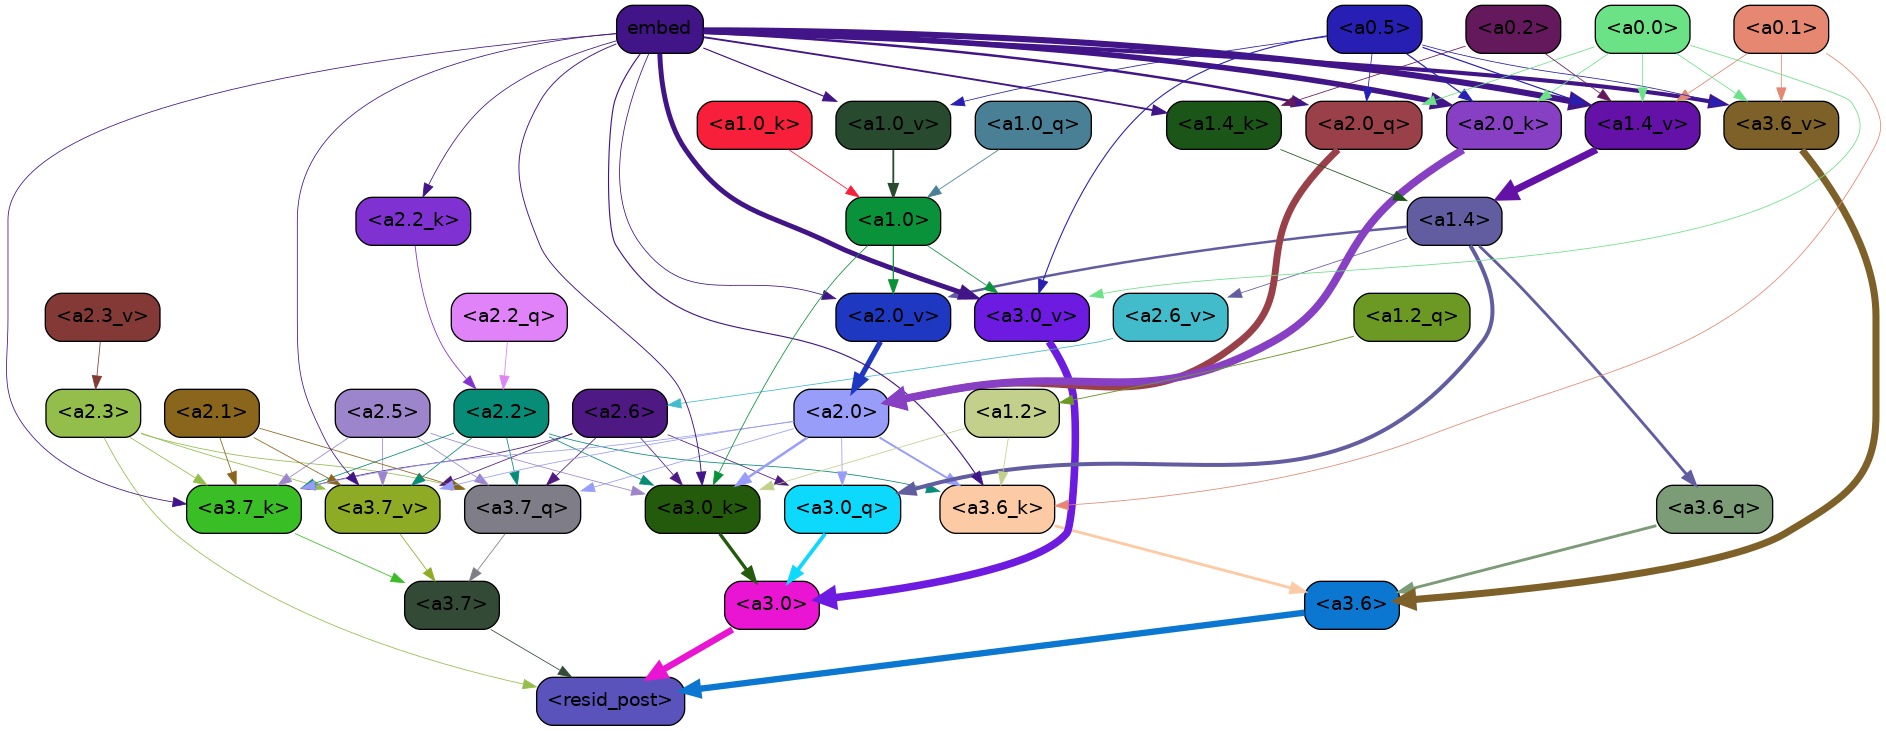 embed
<a0.5>
<a0.2>
<a0.0>
<a0.1>
<a1.0_k>
<a1.0_v>
<a1.0_q>
<a1.4_k>
<a2.0_q>
<a2.0_k>
<a1.4_v>
<a3.6_v>
<a2.2_k>
<a1.0>
<a1.4>
<a2.3_v>
<a2.2_q>
<a2.0_v>
<a3.0_v>
<a2.6_v>
<a1.2_q>
<a2.3>
<a2.1>
<a2.5>
<a2.2>
<a2.6>
<a2.0>
<a1.2>
<a3.7_k>
<a3.7_v>
<a3.7_q>
<a3.0_k>
<a3.0_q>
<a3.6_k>
<a3.6_q>
<a3.7>
<a3.0>
<a3.6>
<resid_post>